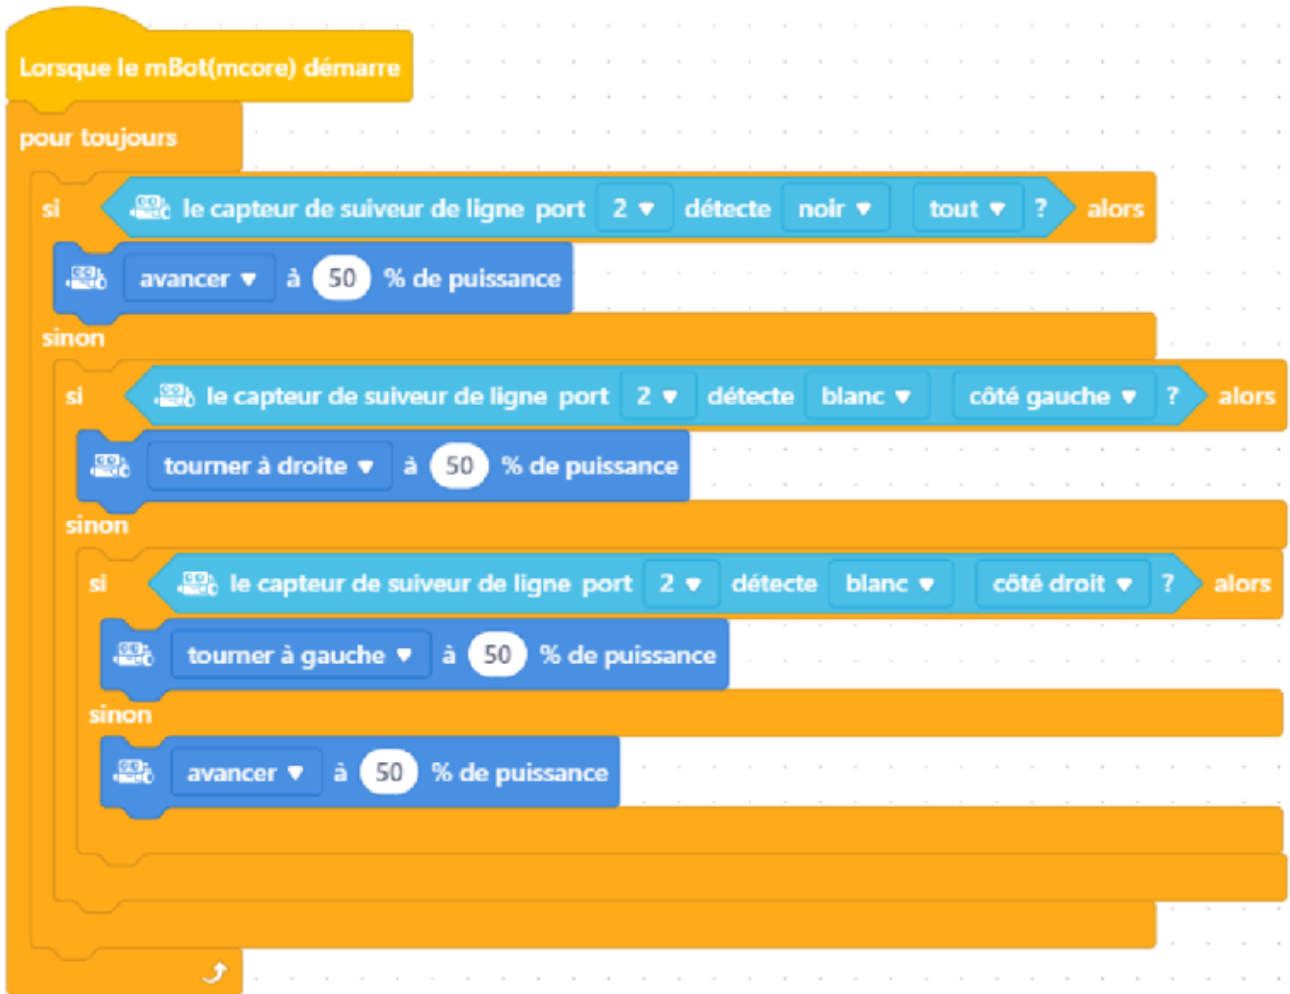 Lorsque le mBot(mcore) démarre
pour toujours
si le capteur de suiveur de ligne port 2 détecte noir tout ? alors
avancer à 50 % de puissance
sinon
si le capteur de suiveur de ligne port 2 détecte blanc côté gauche ? alors
tourner à droite à 50 % de puissance
sinon
si le capteur de suiveur de ligne port 2 détecte blanc côté droit ? alors
tourner à gauche à 50 % de puissance
sinon
avancer à 50 % de puissance